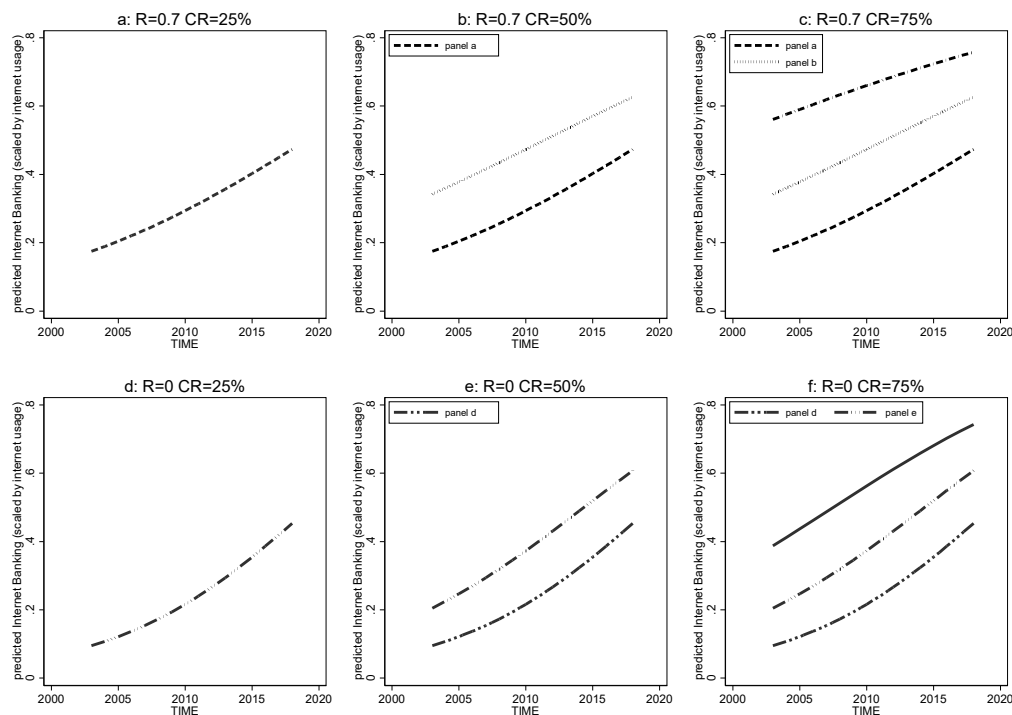 a: R=0.7 CR=25%
predicted Internet Banking (scaled by internet usage)
.8
.6
.4
.2
0
2000 2005 2010 2015 2020
TIME
b: R=0.7 CR=50%
panel a
predicted Internet Banking (scaled by internet usage)
.8
.6
.4
.2
0
2000 2005 2010 2015 2020
TIME
c: R=0.7 CR=75%
panel a
panel b
predicted Internet Banking (scaled by internet usage)
.8
.6
.4
.2
0
2000 2005 2010 2015 2020
TIME
d: R=0 CR=25%
predicted Internet Banking (scaled by internet usage)
.8
.6
.4
.2
0
2000 2005 2010 2015 2020
TIME
e: R=0 CR=50%
panel d
predicted Internet Banking (scaled by internet usage)
.8
.6
.4
.2
0
2000 2005 2010 2015 2020
TIME
f: R=0 CR=75%
panel d panel e
predicted Internet Banking (scaled by internet usage)
.8
.6
.4
.2
0
2000 2005 2010 2015 2020
TIME